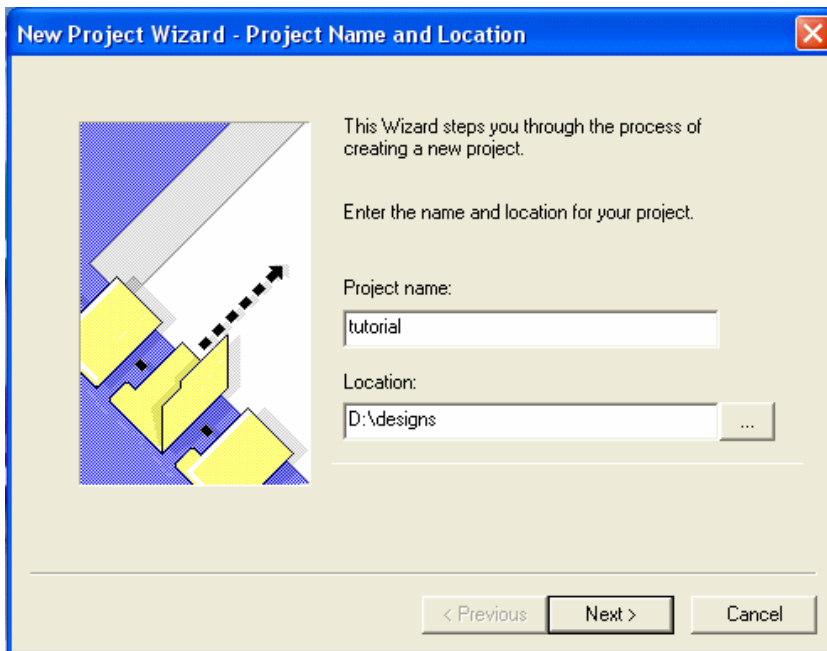 New Project Wizard - Project Name and Location
This Wizard steps you through the process of
creating a new project.
Enter the name and location for your project.
Project name:
tutorial
Location:
D:\designs
...
< Previous
Next >
Cancel